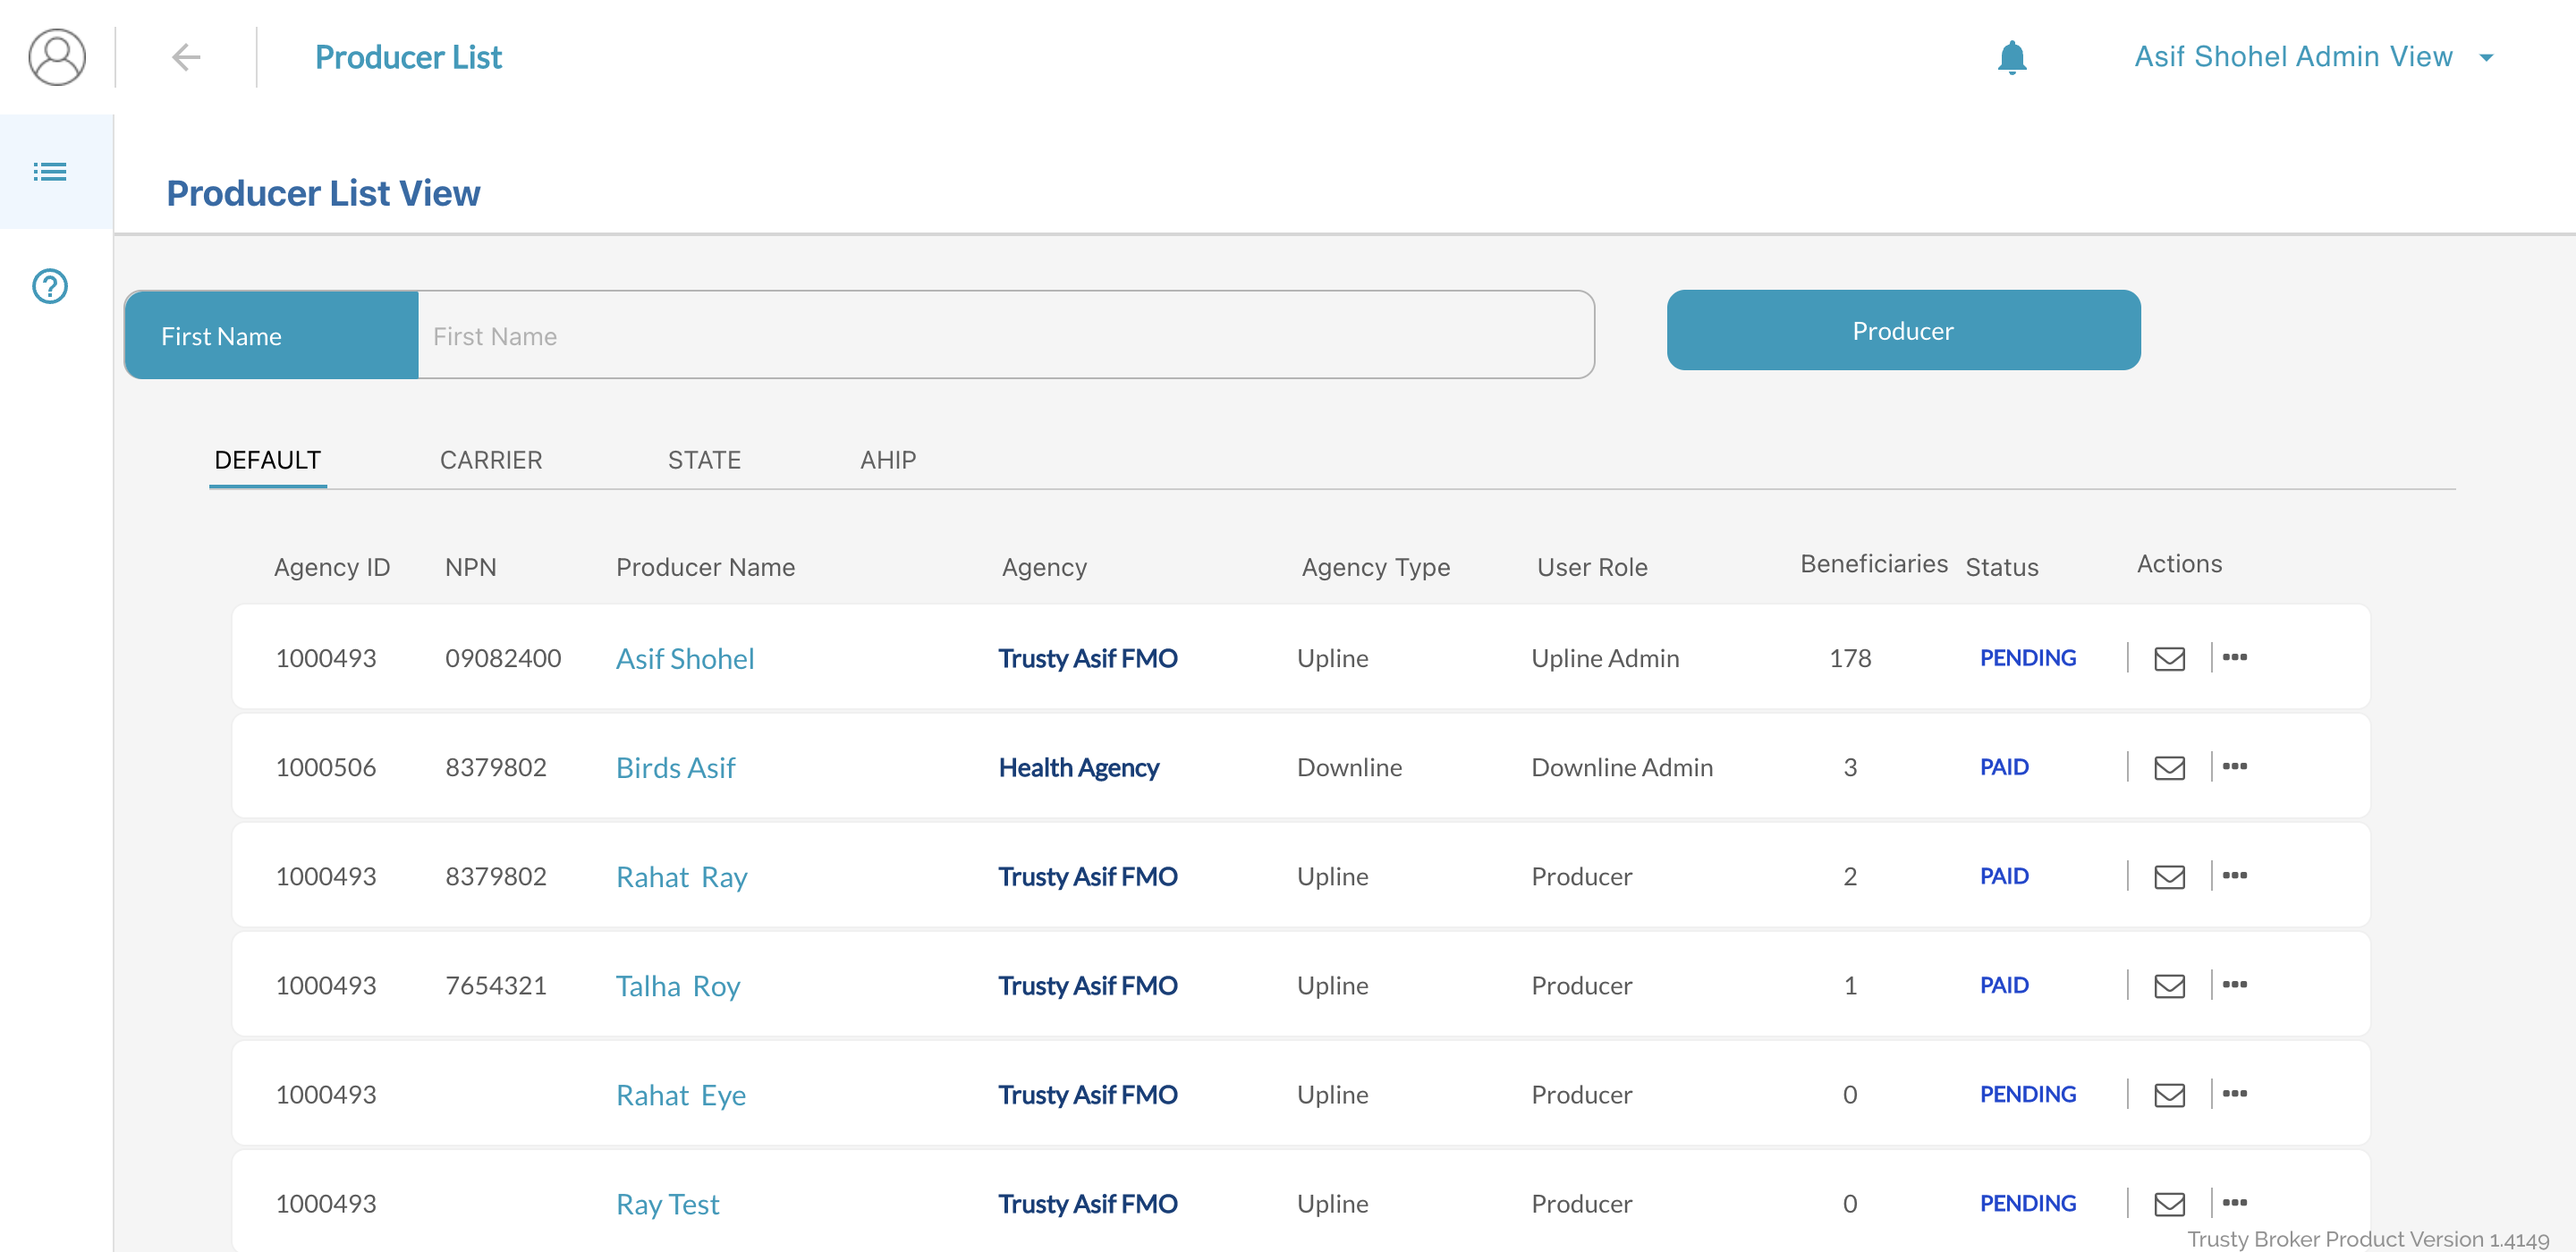 Producer List
Asif Shohel Admin View
Producer List View
First Name First Name
Producer
DEFAULT CARRIER STATE AHIP
Agency ID NPN Producer Name Agency Agency Type User Role Beneficiaries Status Actions
1000493 09082400 Asif Shohel Trusty Asif FMO Upline Upline Admin 178 PENDING
1000506 8379802 Birds Asif Health Agency Downline Downline Admin 3 PAID
1000493 8379802 Rahat Ray Trusty Asif FMO Upline Producer 2 PAID
1000493 7654321 Talha Roy Trusty Asif FMO Upline Producer 1 PAID
1000493 Rahat Eye Trusty Asif FMO Upline Producer 0 PENDING
1000493 Ray Test Trusty Asif FMO Upline Producer 0 PENDING
Trusty Broker Product Version 1.4149